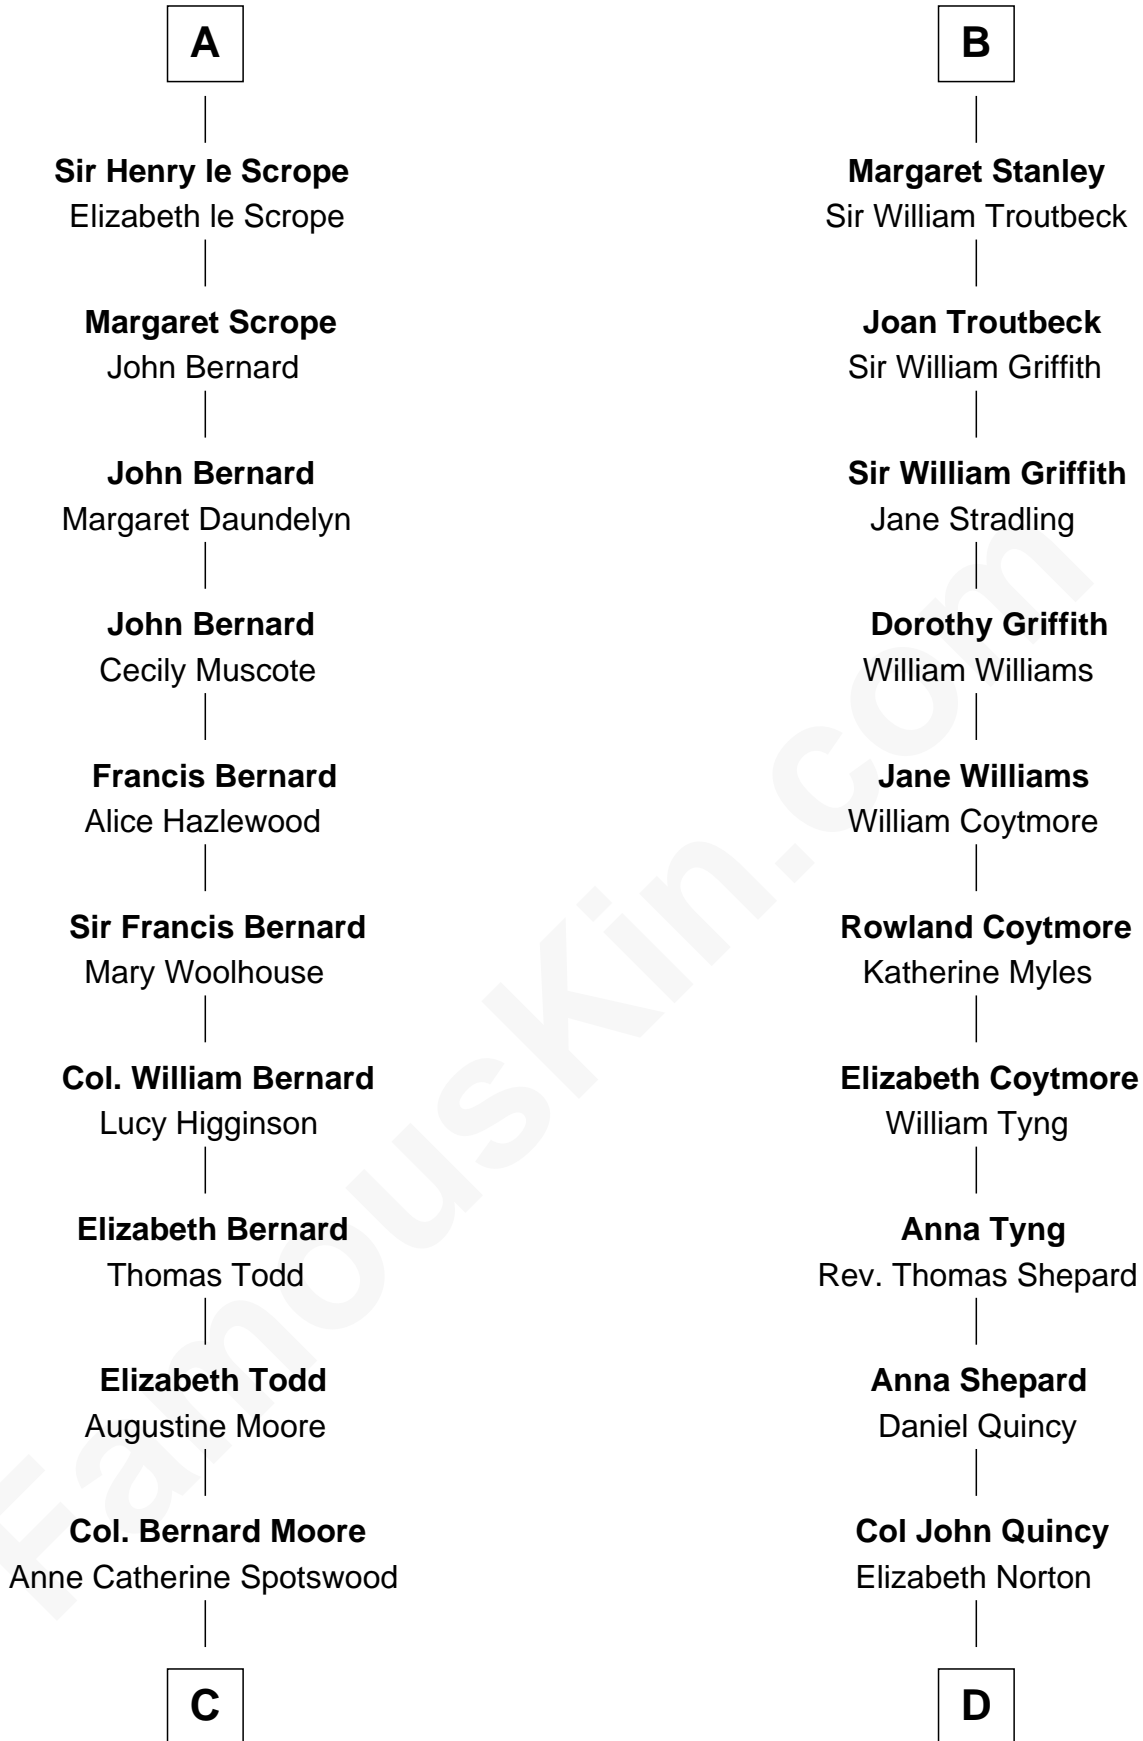 A
Sir Henry le Scrope
Elizabeth le Scrope
Margaret Scrope
John Bernard
John Bernard
Margaret Daundelyn
John Bernard
Cecily Muscote
Francis Bernard
Alice Hazlewood
Sir Francis Bernard
Mary Woolhouse
Col. William Bernard
Lucy Higginson
Elizabeth Bernard
Thomas Todd
Elizabeth Todd
Augustine Moore
Col. Bernard Moore
Anne Catherine Spotswood
C
B
Margaret Stanley
Sir William Troutbeck
Joan Troutbeck
Sir William Griffith
Sir William Griffith
Jane Stradling
Dorothy Griffith
William Williams
Jane Williams
William Coytmore
Rowland Coytmore
Katherine Myles
Elizabeth Coytmore
William Tyng
Anna Tyng
Rev. Thomas Shepard
Anna Shepard
Daniel Quincy
Col John Quincy
Elizabeth Norton
D
FamousKin.com